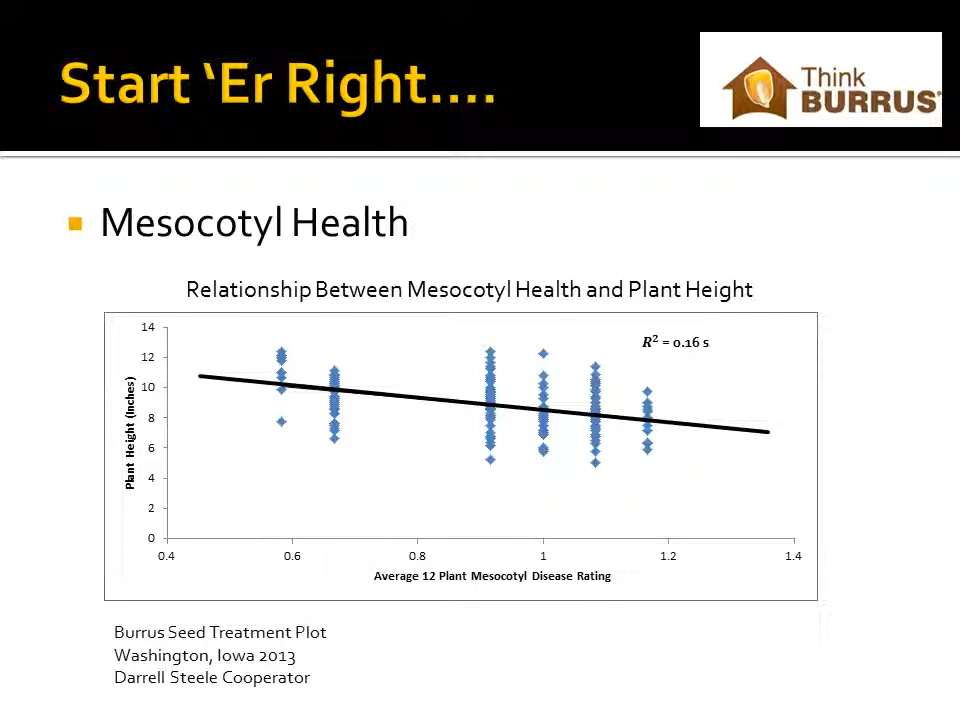 Start ‘Er Right....
Think
BURRUS®
Mesocotyl Health
Relationship Between Mesocotyl Health and Plant Height
R² = 0.16 s
Plant Height (Inches)
14
12
10
8
6
4
2
0
0.4 0.6 0.8 1 1.2 1.4
Average 12 Plant Mesocotyl Disease Rating
Burrus Seed Treatment Plot
Washington, Iowa 2013
Darrell Steele Cooperator